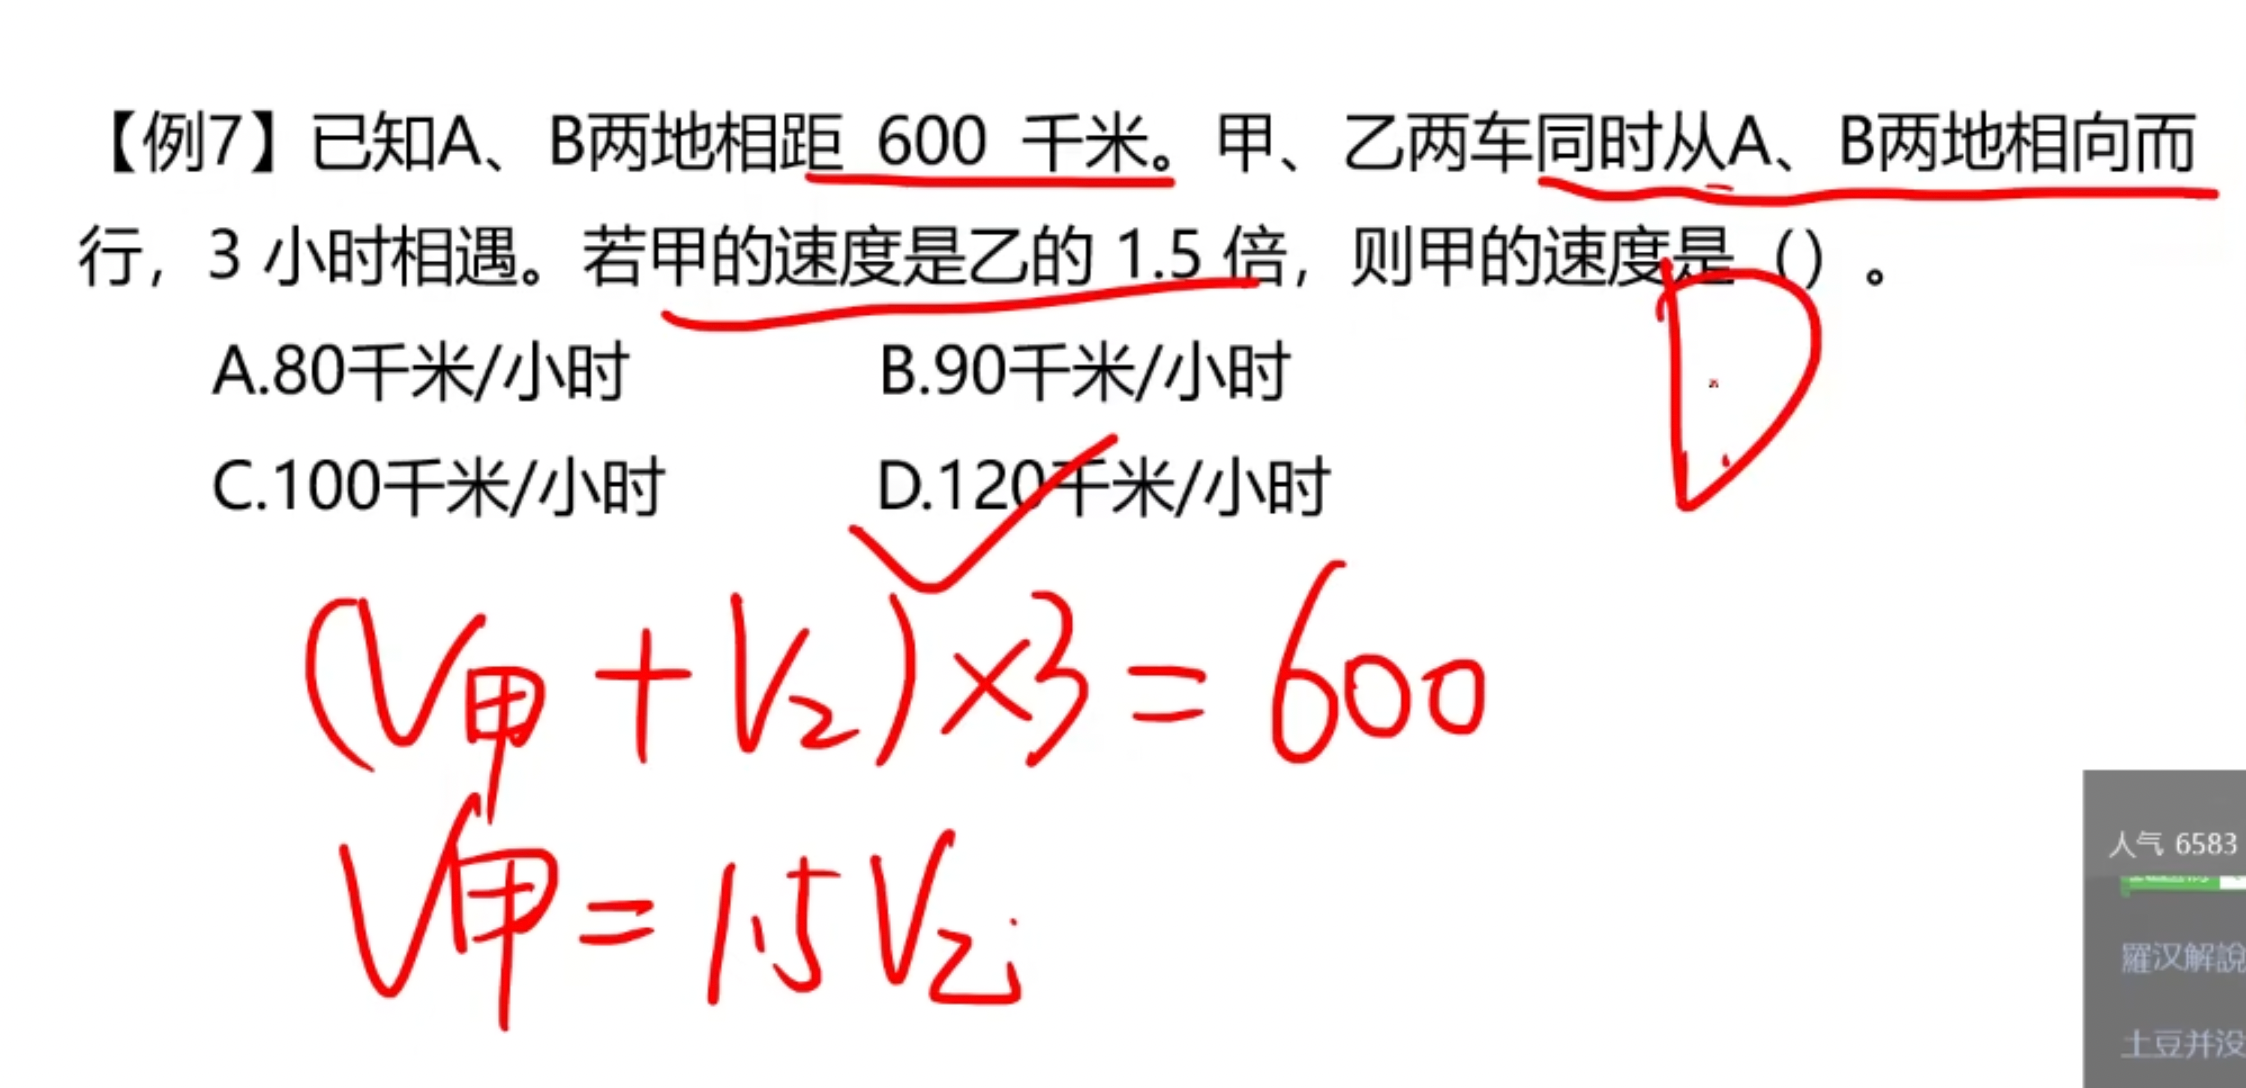 【例7】已知A、B两地相距 600 千米。甲、乙两车同时从A、B两地相向而
行，3 小时相遇。若甲的速度是乙的 1.5 倍，则甲的速度是（）。
A.80千米/小时 B.90千米/小时
C.100千米/小时 D.120千米/小时
D
(V甲+V乙)×3=600
V甲=1.5V乙
人气 6583
羅汉解說
土豆并没